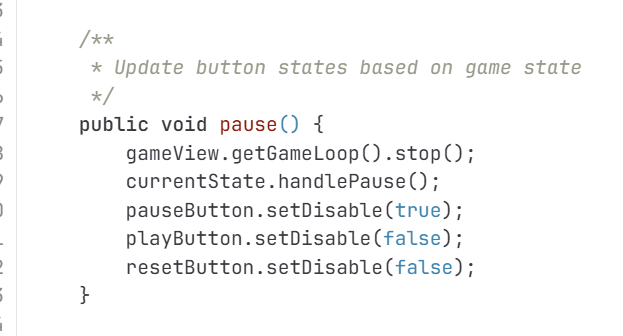 /**
* Update button states based on game state
*/
public void pause() {
gameView.getGameLoop().stop();
currentState.handlePause();
pauseButton.setDisable(true);
playButton.setDisable(false);
resetButton.setDisable(false);
}